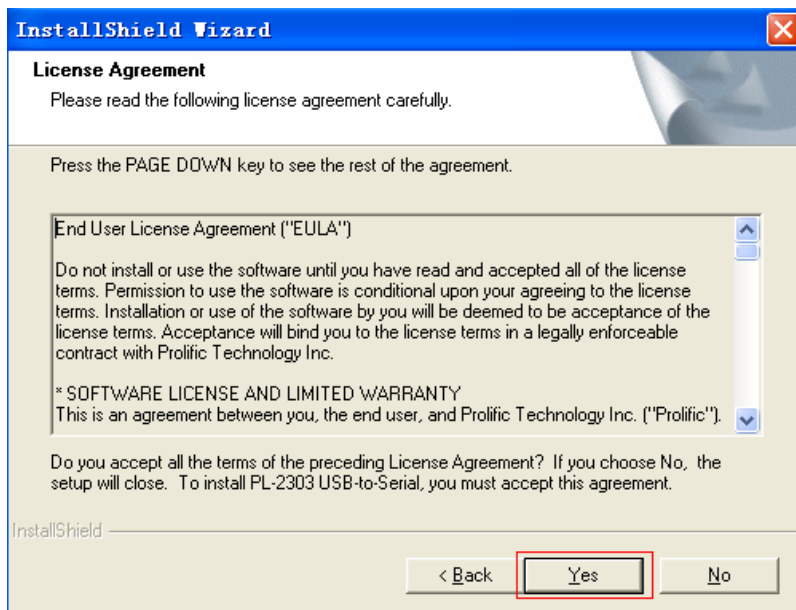 InstallShield Wizard
License Agreement
Please read the following license agreement carefully.
Press the PAGE DOWN key to see the rest of the agreement.
End User License Agreement ("EULA")
Do not install or use the software until you have read and accepted all of the license
terms. Permission to use the software is conditional upon your agreeing to the license
terms. Installation or use of the software by you will be deemed to be acceptance of the
license terms. Acceptance will bind you to the license terms in a legally enforceable
contract with Prolific Technology Inc.
* SOFTWARE LICENSE AND LIMITED WARRANTY
This is an agreement between you, the end user, and Prolific Technology Inc. ("Prolific").
Do you accept all the terms of the preceding License Agreement? If you choose No, the
setup will close. To install PL-2303 USB-to-Serial, you must accept this agreement.
InstallShield
< Back Yes No